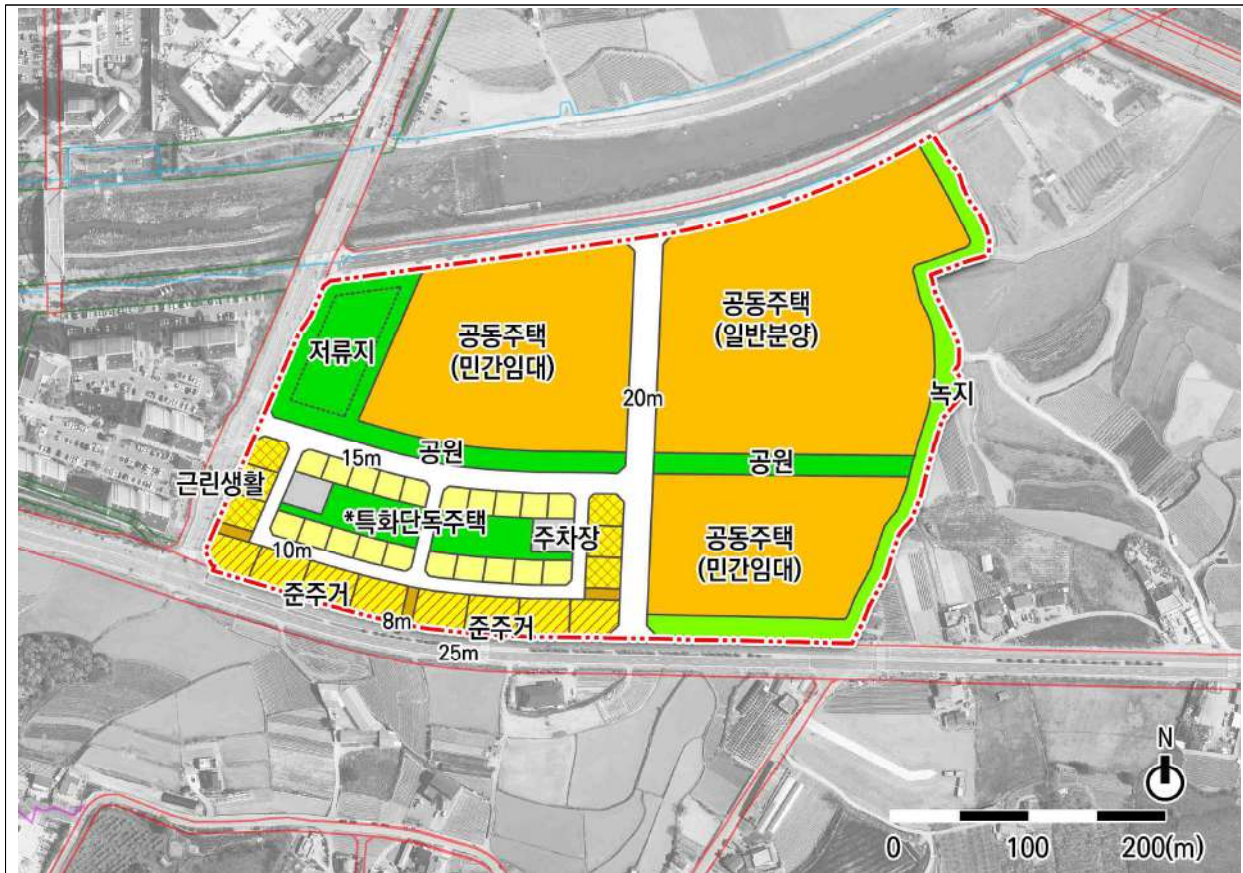 공동주택
(일반분양)
공동주택
(민간임대)
저류지
20m
녹지
공원
공원
15m
근린생활
*특화단독주택
주차장
공동주택
(민간임대)
10m
준주거
8m
준주거
25m
N
0 100 200(m)